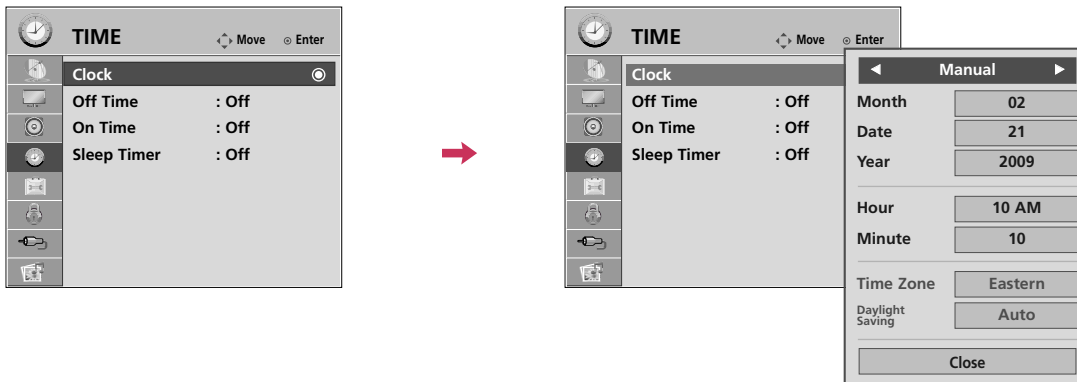 TIME Move Enter
Clock
Off Time : Off
On Time : Off
Sleep Timer : Off
TIME Move Enter
Clock
Off Time : Off
On Time : Off
Sleep Timer : Off
Manual
Month 02
Date 21
Year 2009
Hour 10 AM
Minute 10
Time Zone Eastern
Daylight
Saving Auto
Close